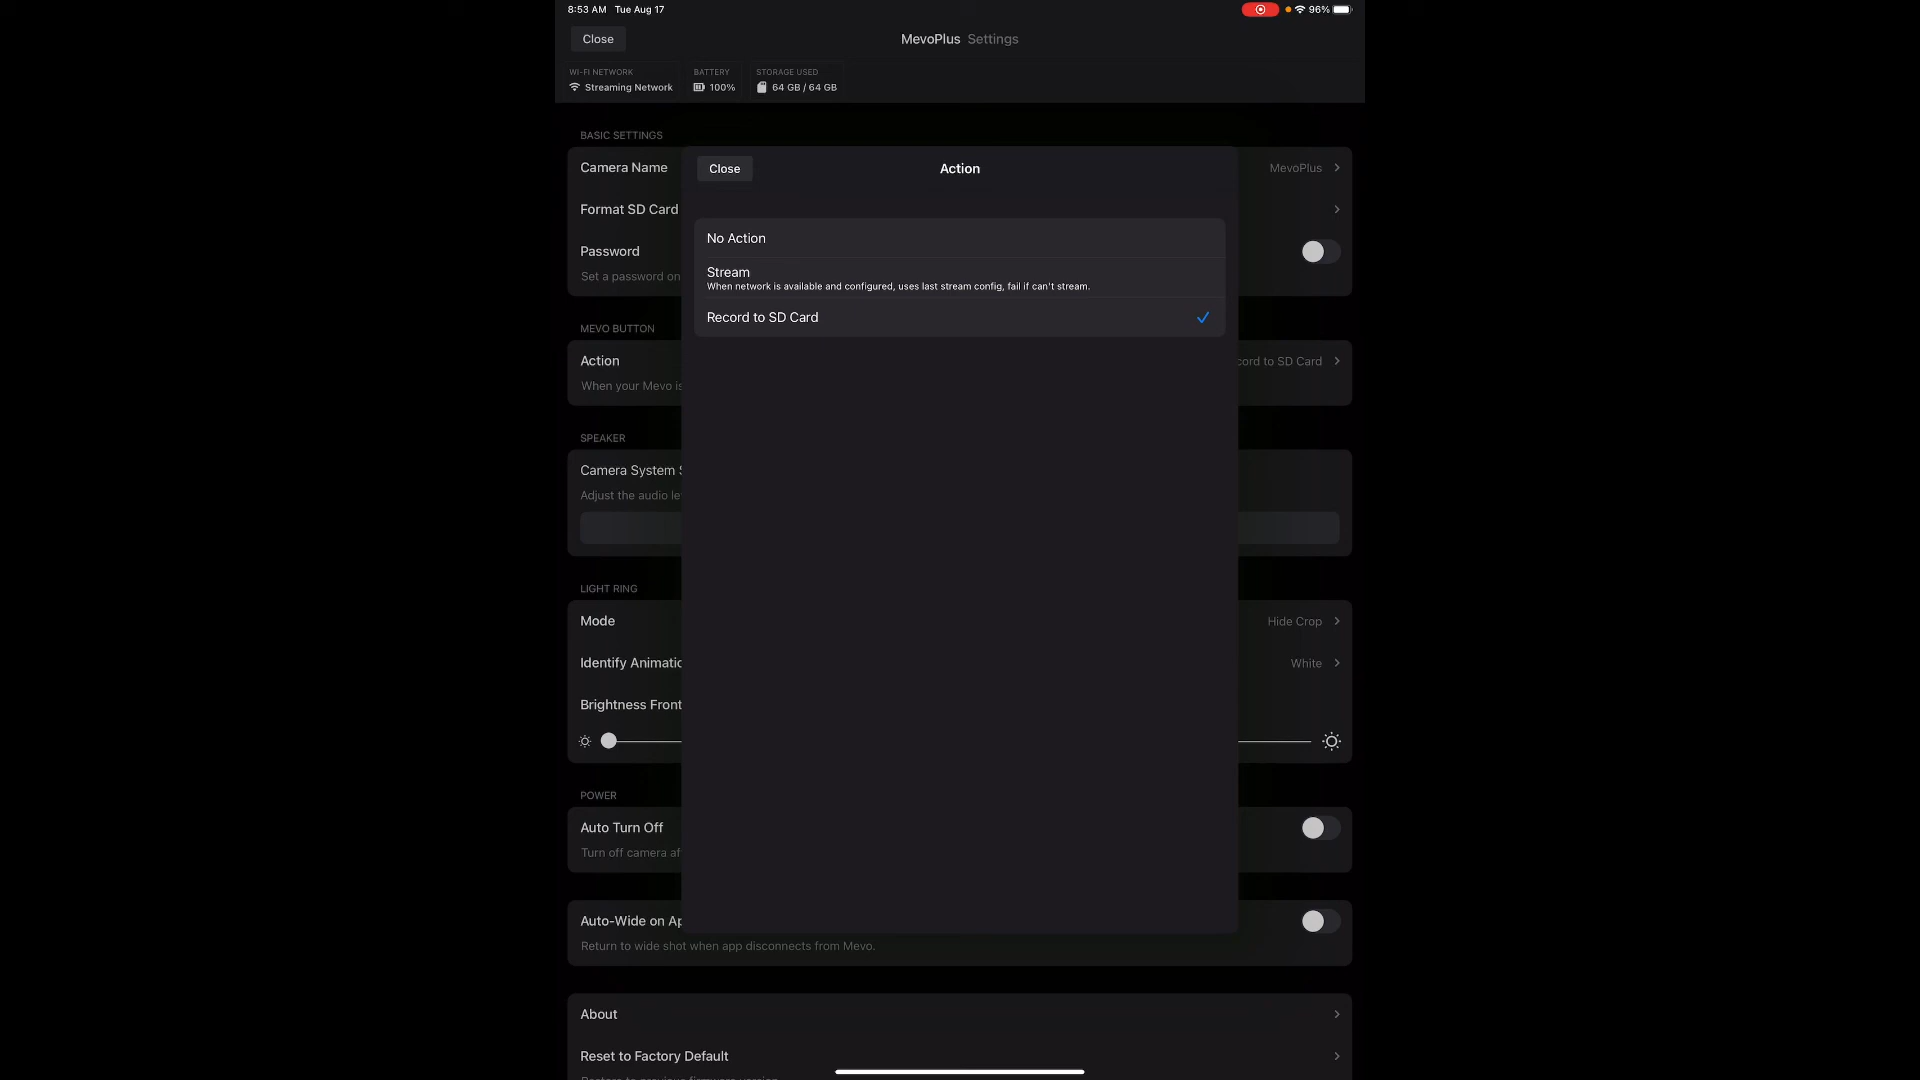 8:53 AM Tue Aug 17
96%
Close
MevoPlus Settings
WI-FI NETWORK
Streaming Network
BATTERY
100%
STORAGE USED
64 GB / 64 GB
BASIC SETTINGS
Camera Name
MevoPlus
Format SD Card
Password
Set a password on
Close
Action
No Action
Stream
When network is available and configured, uses last stream config, fail if can't stream.
Record to SD Card
MEVO BUTTON
Action
cord to SD Card
When your Mevo is
SPEAKER
Camera System
Adjust the audio le
LIGHT RING
Mode
Hide Crop
Identify Animatic
White
Brightness Front
POWER
Auto Turn Off
Turn off camera af
Auto-Wide on Ap
Return to wide shot when app disconnects from Mevo.
About
Reset to Factory Default